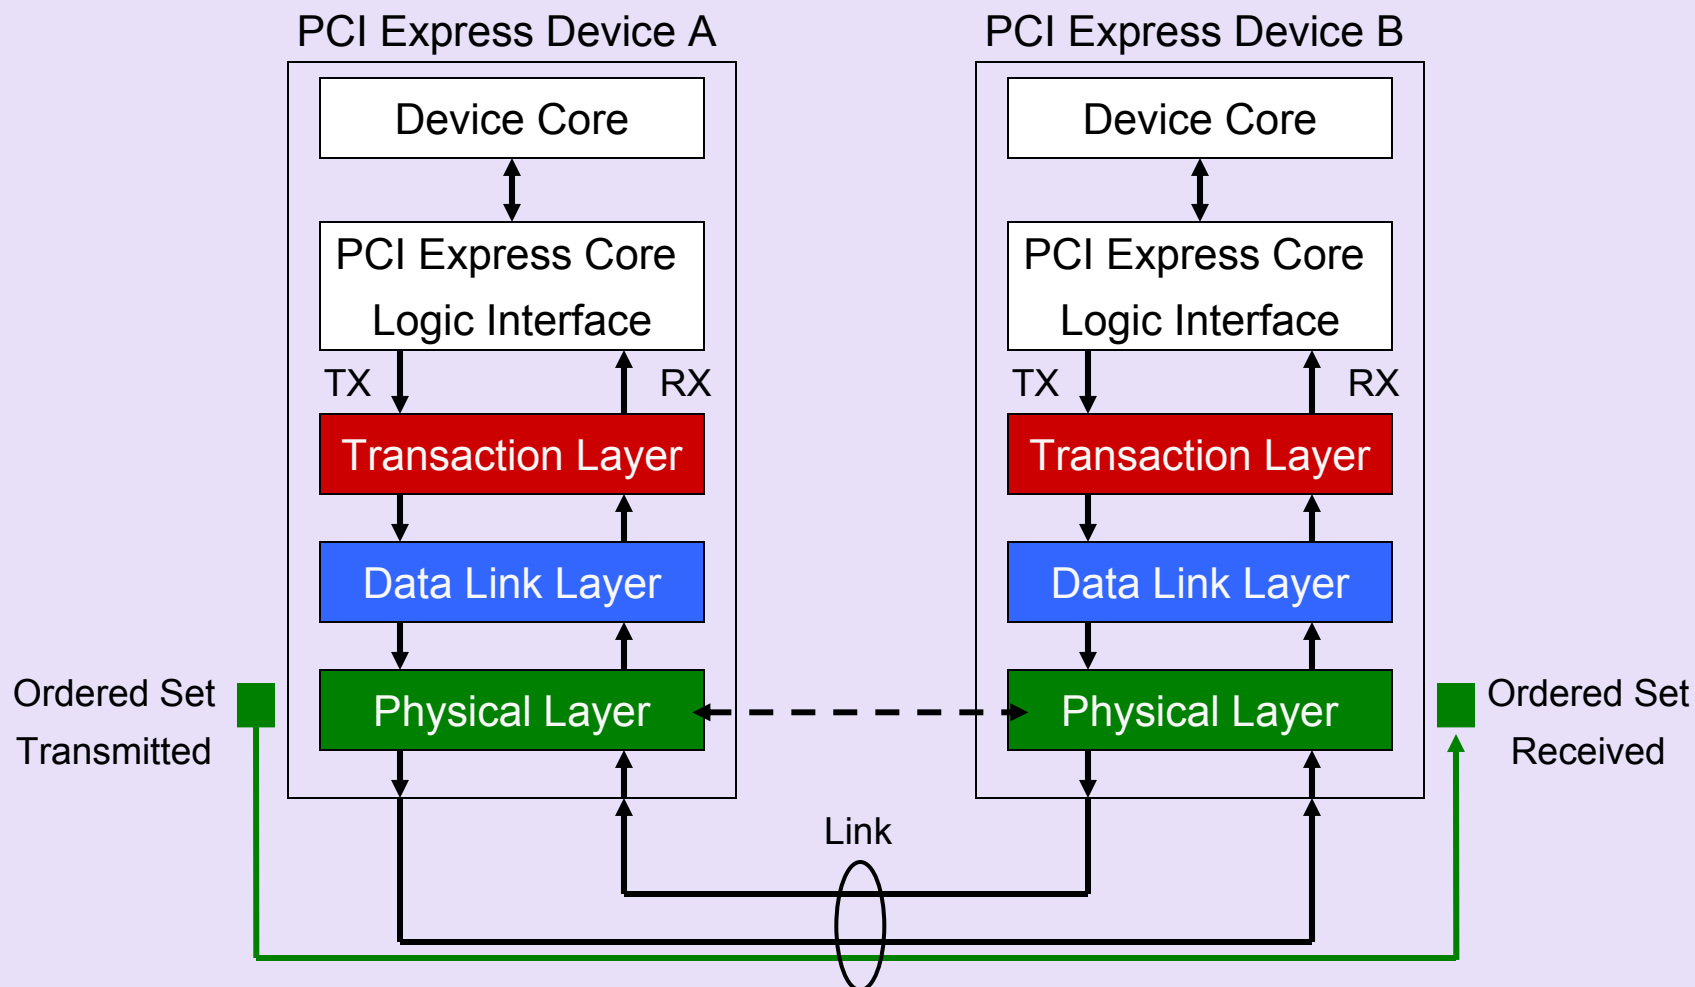 PCI Express Device A
PCI Express Device B
Device Core
Device Core
PCI Express Core
Logic Interface
PCI Express Core
Logic Interface
TX
RX
TX
RX
Transaction Layer
Transaction Layer
Data Link Layer
Data Link Layer
Ordered Set
Transmitted
Physical Layer
Physical Layer
Ordered Set
Received
Link